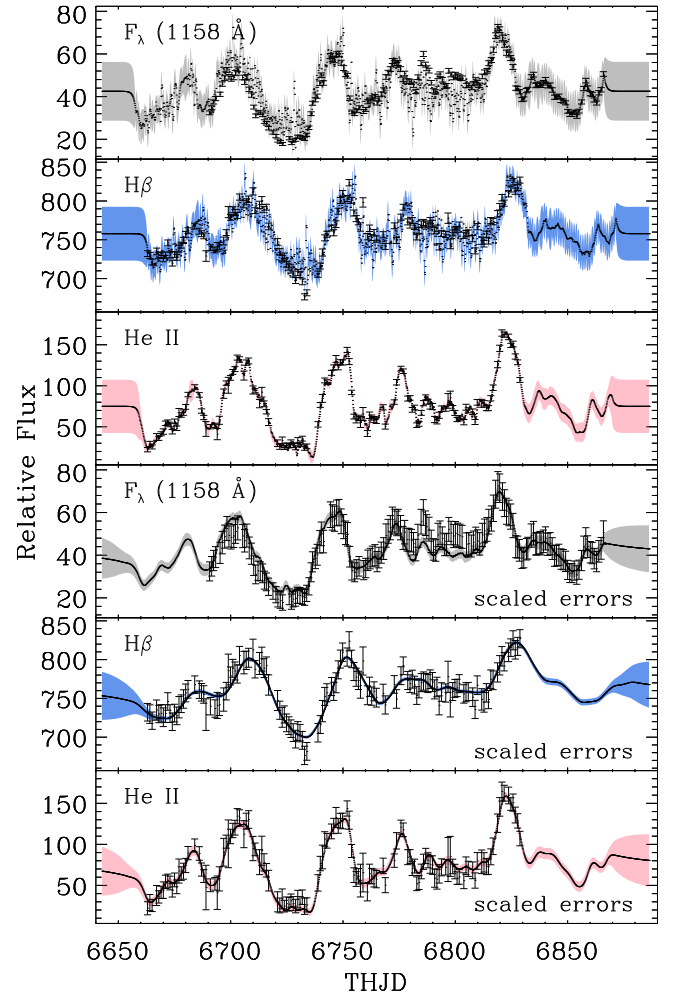 F_λ (1158 Å)
80
60
40
20
Hβ
850
800
750
700
He II
150
100
50
Relative Flux
F_λ (1158 Å)
80
60
40
20
scaled errors
Hβ
850
800
750
700
scaled errors
He II
150
100
50
scaled errors
6650 6700 6750 6800 6850
THJD